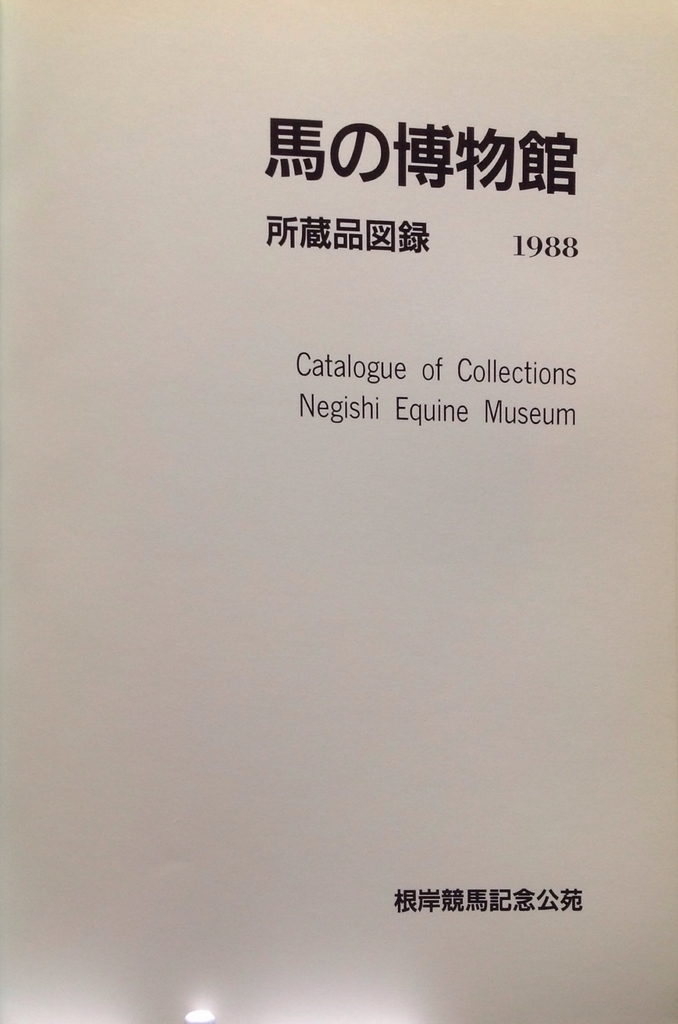 馬の博物館
所蔵品図録 1988
Catalogue of Collections
Negishi Equine Museum
根岸競馬記念公苑